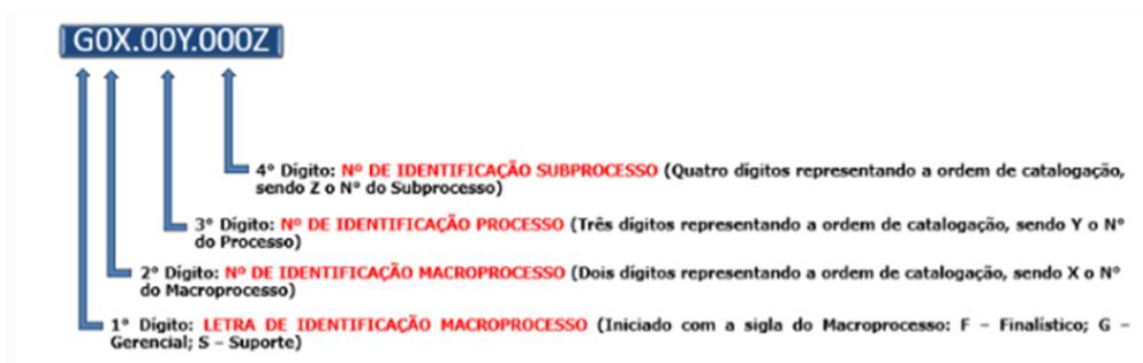 G0X.00Y.000Z
4º Dígito: Nº DE IDENTIFICAÇÃO SUBPROCESSO (Quatro dígitos representando a ordem de catalogação,
sendo Z o Nº do Subprocesso)
3º Dígito: Nº DE IDENTIFICAÇÃO PROCESSO (Três dígitos representando a ordem de catalogação, sendo Y o Nº
do Processo)
2º Dígito: Nº DE IDENTIFICAÇÃO MACROPROCESSO (Dois dígitos representando a ordem de catalogação, sendo X o Nº
do Macroprocesso)
1º Dígito: LETRA DE IDENTIFICAÇÃO MACROPROCESSO (Iniciado com a sigla do Macroprocesso: F – Finalístico; G –
Gerencial; S – Suporte)